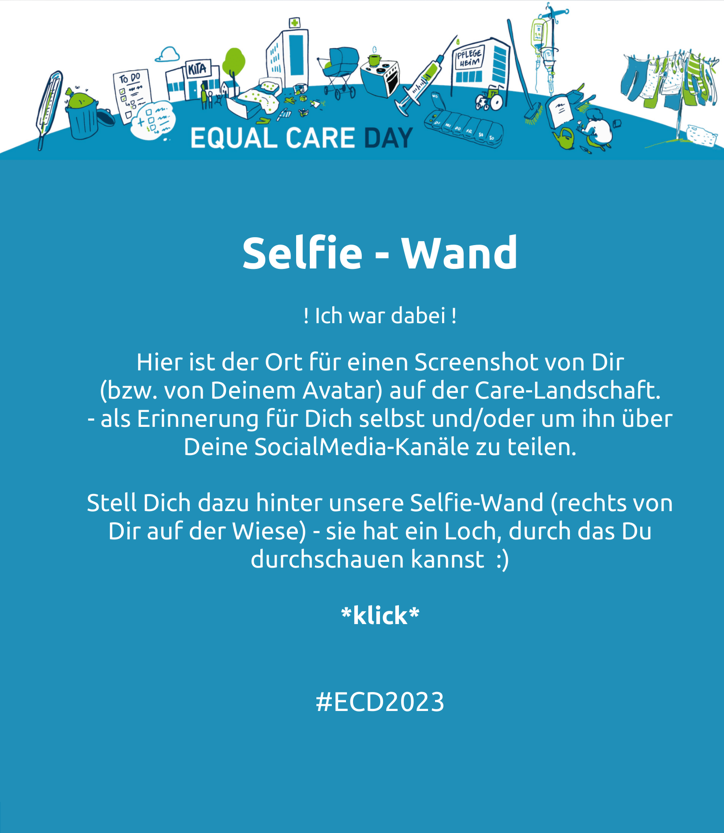 TO DO
KITA
PFLEGE
HEIM
EQUAL CARE DAY
Selfie - Wand
! Ich war dabei !
Hier ist der Ort für einen Screenshot von Dir
(bzw. von Deinem Avatar) auf der Care-Landschaft.
- als Erinnerung für Dich selbst und/oder um ihn über
Deine SocialMedia-Kanäle zu teilen.
Stell Dich dazu hinter unsere Selfie-Wand (rechts von
Dir auf der Wiese) - sie hat ein Loch, durch das Du
durchschauen kannst :)
*klick*
#ECD2023